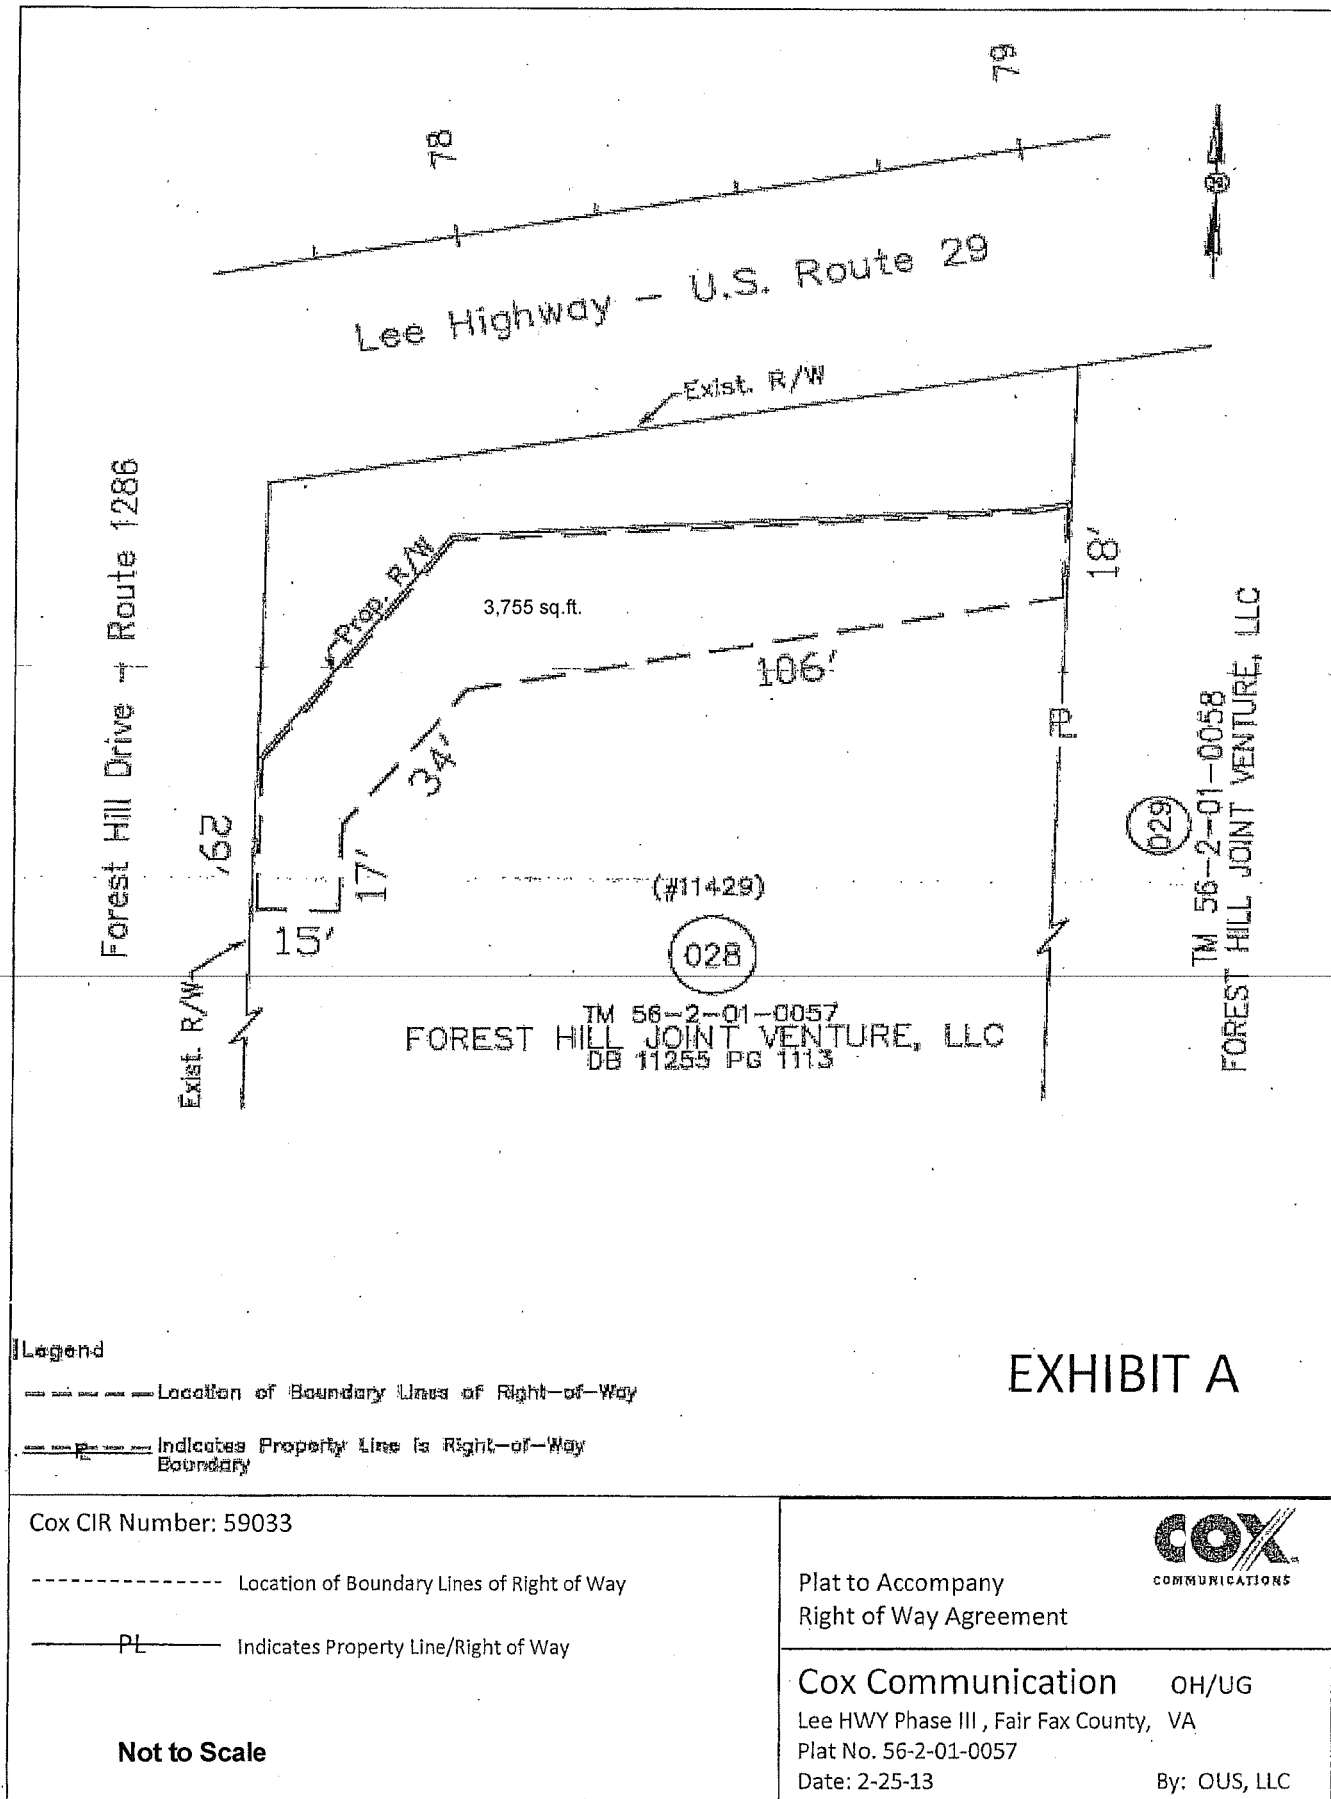 79
78
Lee Highway - U.S. Route 29
Exist. R/W
Forest Hill Drive - Route 1286
Prop. R/W
3,755 sq.ft.
18'
106'
PL
34'
29'
17'
15'
(#11429)
028
029
TM 56-2-01-0058
FOREST HILL JOINT VENTURE, LLC
Exist. R/W
TM 56-2-01-0057
FOREST HILL JOINT VENTURE, LLC
DB 11255 PG 1113
Legend
Location of Boundary Lines of Right-of-Way
PL
Indicates Property Line is Right-of-Way
Boundary
EXHIBIT A
Cox CIR Number: 59033
Location of Boundary Lines of Right of Way
PL Indicates Property Line/Right of Way
Not to Scale
COX
COMMUNICATIONS
Plat to Accompany
Right of Way Agreement
Cox Communication OH/UG
Lee HWY Phase III , Fair Fax County, VA
Plat No. 56-2-01-0057
Date: 2-25-13 By: OUS, LLC